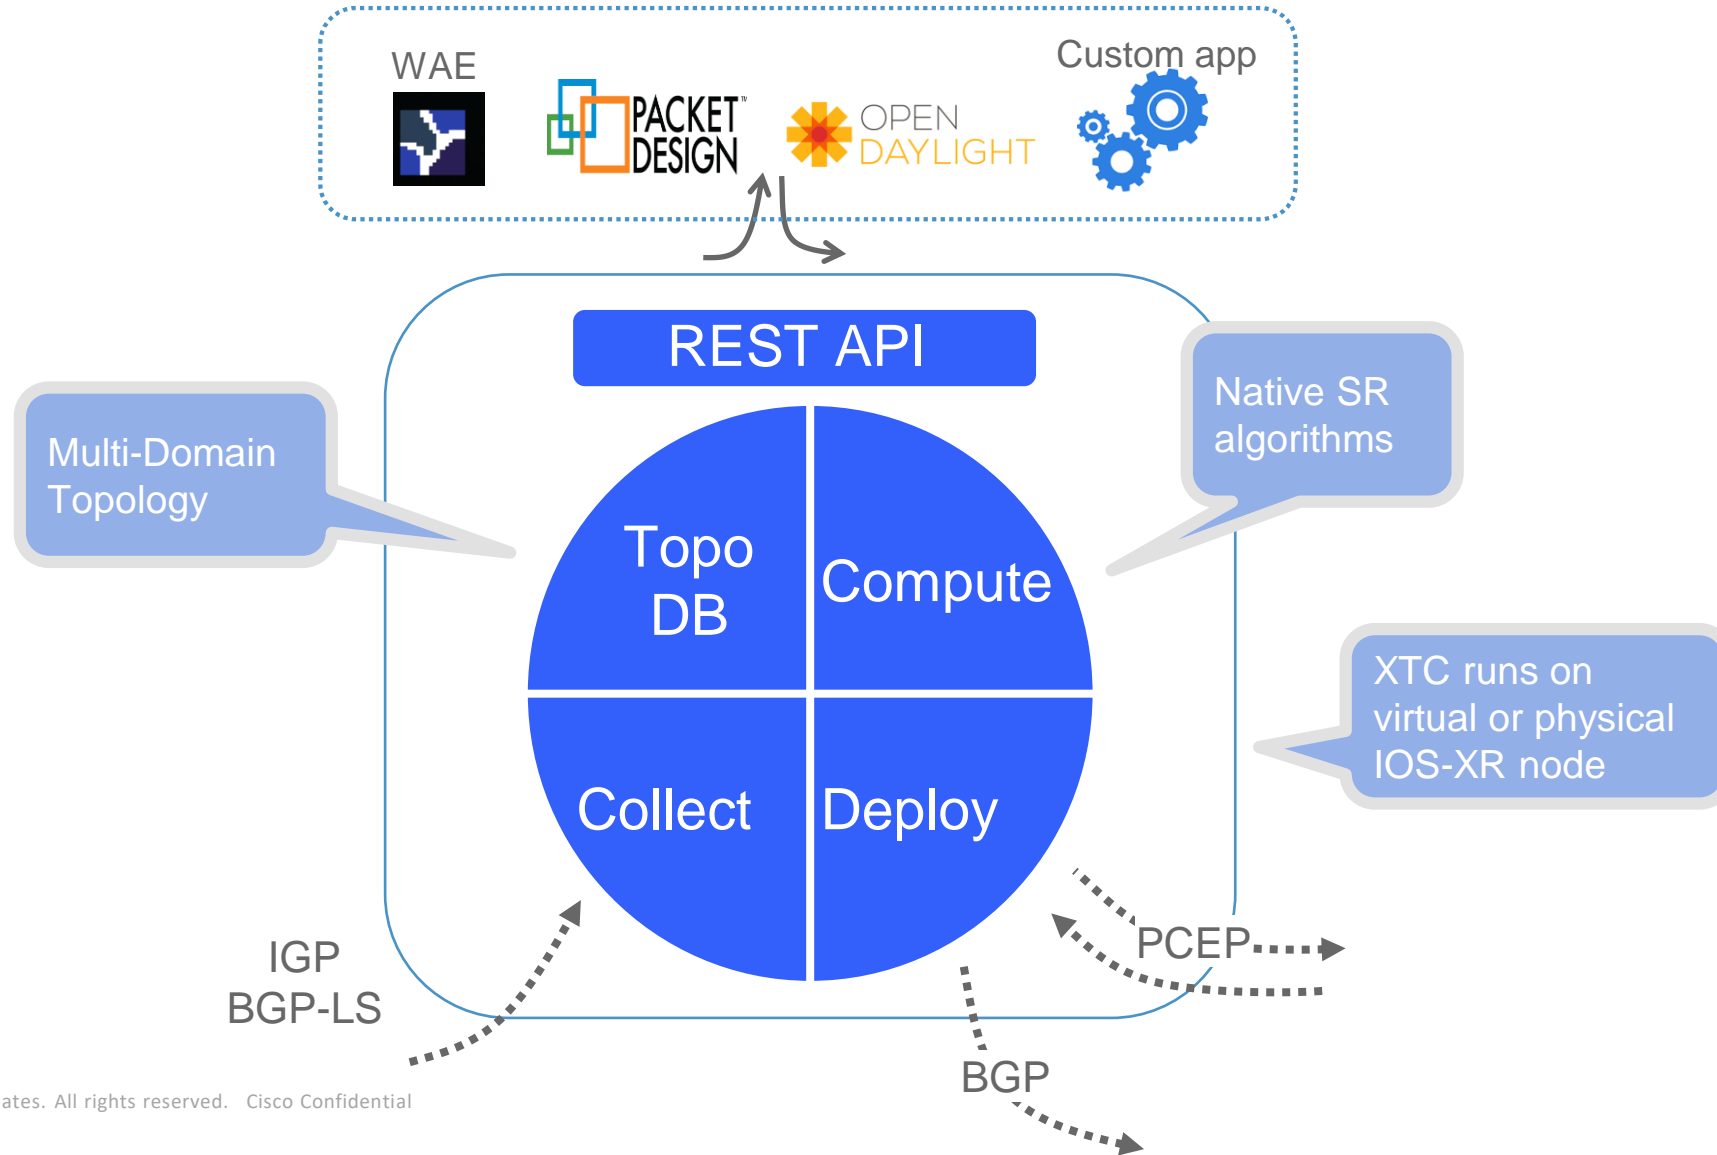 WAE
Custom app
PACKET™
DESIGN
OPEN
DAYLIGHT
REST API
Native SR
algorithms
Multi-Domain
Topology
Topo
DB
Compute
XTC runs on
virtual or physical
IOS-XR node
Collect
Deploy
IGP
BGP-LS
PCEP
BGP
ates. All rights reserved. Cisco Confidential